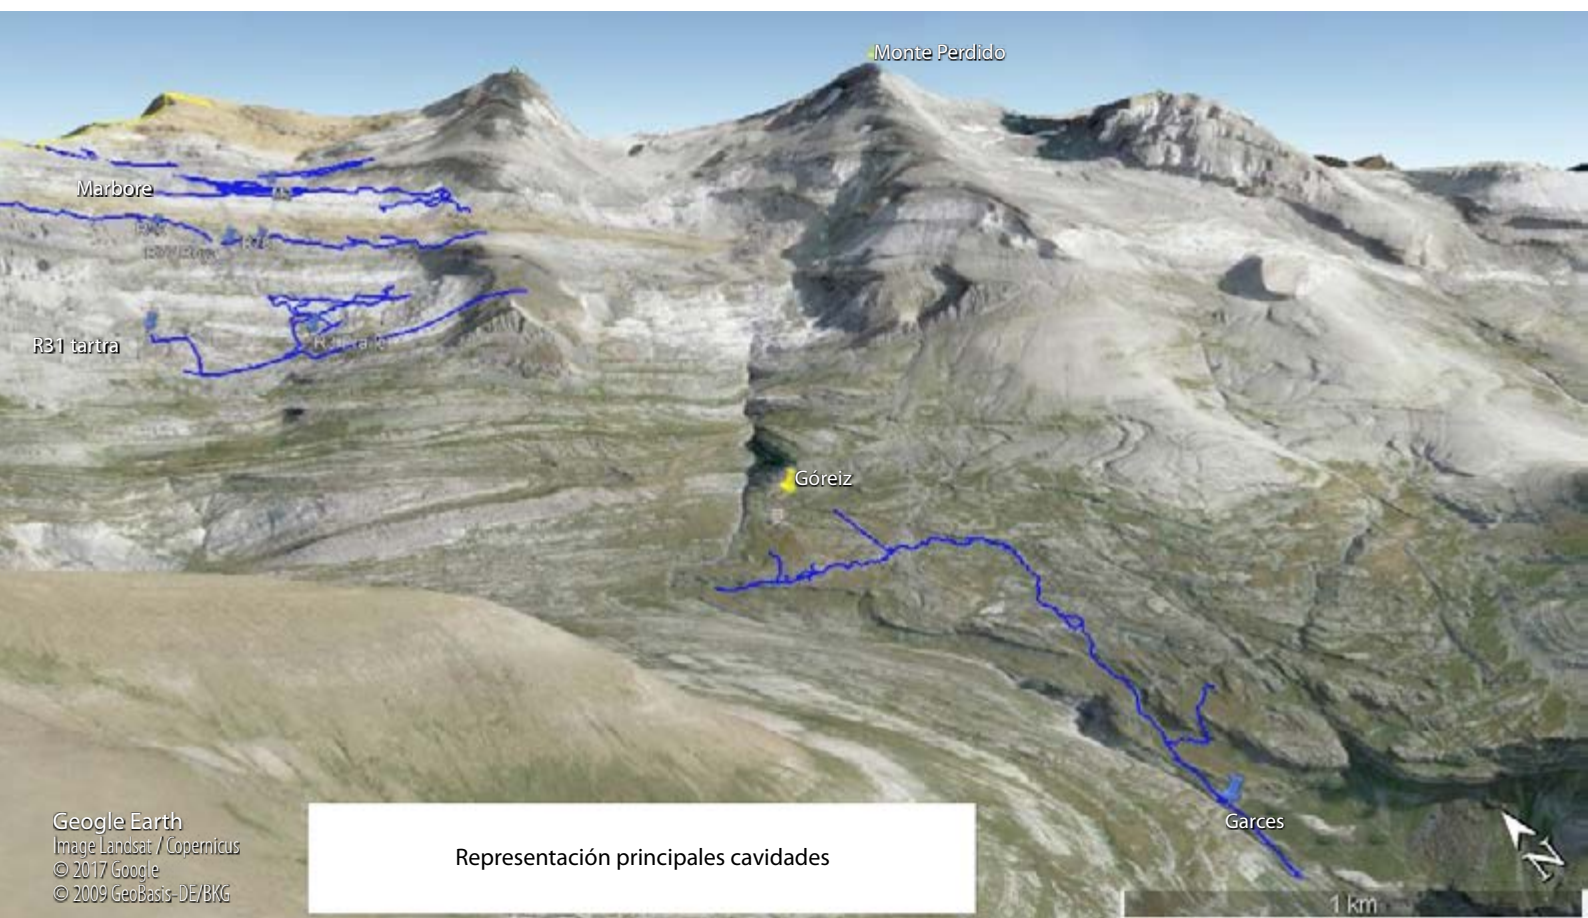 Monte Perdido
Marbore
R31 tartra
Góreiz
Garces
Geogle Earth
Image Landsat / Copernicus
© 2017 Google
© 2009 GeoBasis-DE/BKG
Representación principales cavidades
N
1 km